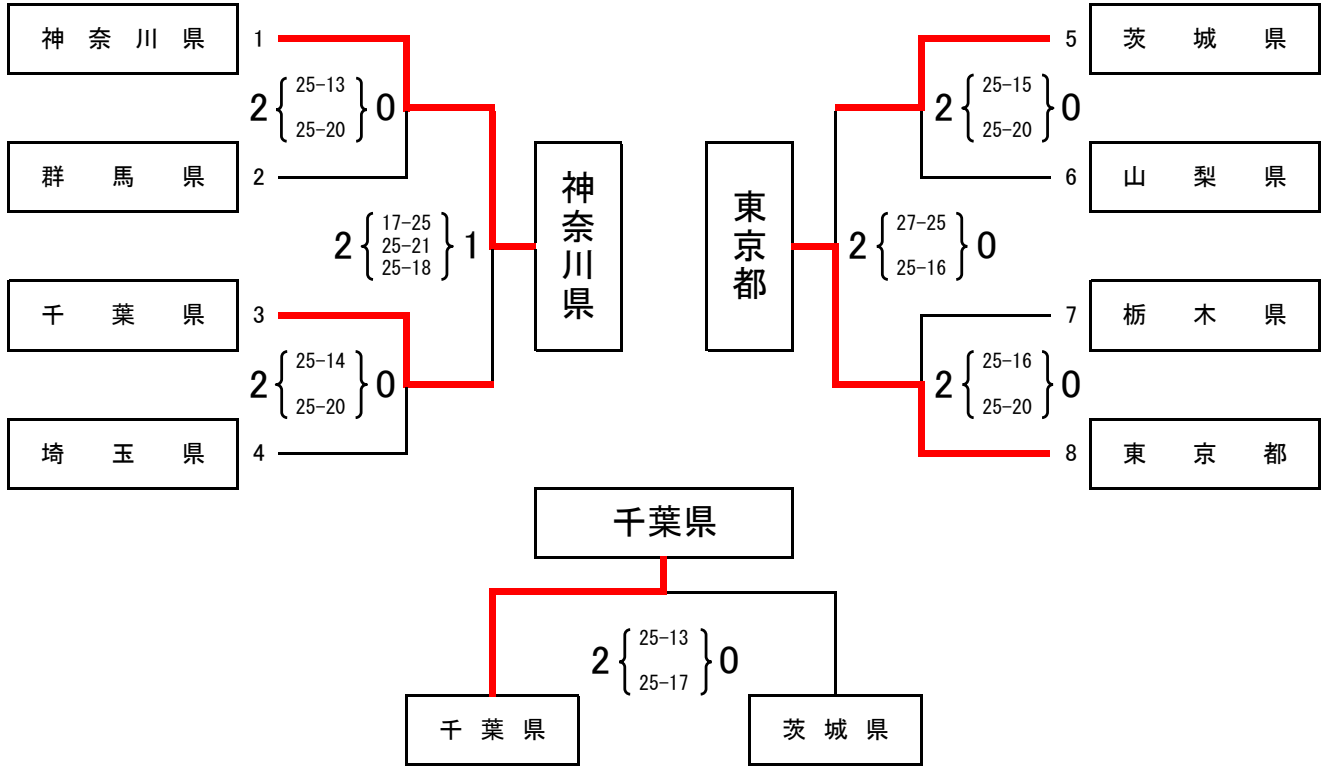 神奈川県 1
2 25-13 0
25-20
群馬県 2
2 17-25 1
25-21
25-18
千葉県 3
2 25-14 0
25-20
埼玉県 4
神奈川県
東京都
5 茨城県
2 25-15 0
25-20
6 山梨県
2 27-25 0
25-16
7 栃木県
2 25-16 0
25-20
8 東京都
千葉県
2 25-13 0
25-17
千葉県
茨城県